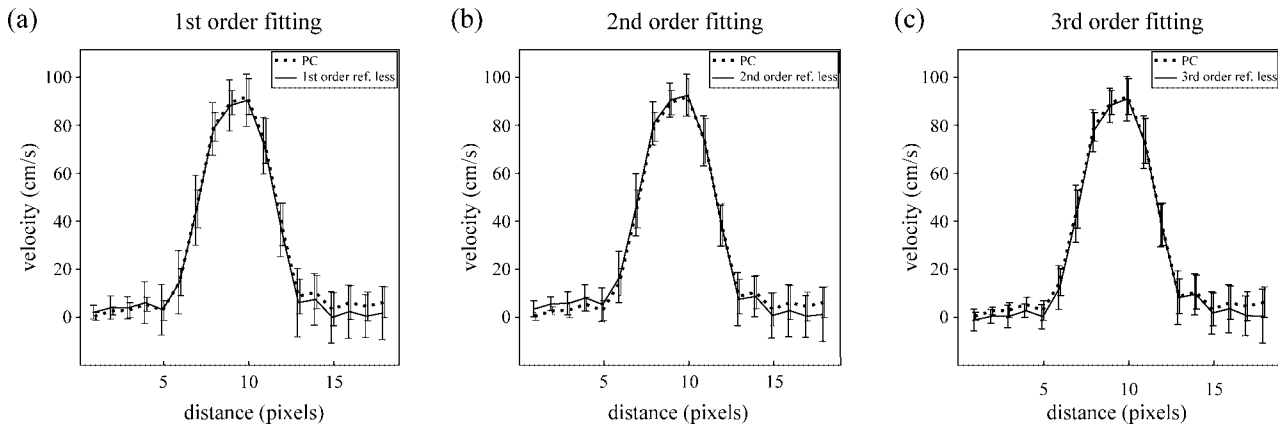 (a) 1st order fitting
PC
1st order ref. less
100
80
60
40
20
0
velocity (cm/s)
5 10 15
distance (pixels)
(b) 2nd order fitting
PC
2nd order ref. less
100
80
60
40
20
0
velocity (cm/s)
5 10 15
distance (pixels)
(c) 3rd order fitting
PC
3rd order ref. less
100
80
60
40
20
0
velocity (cm/s)
5 10 15
distance (pixels)